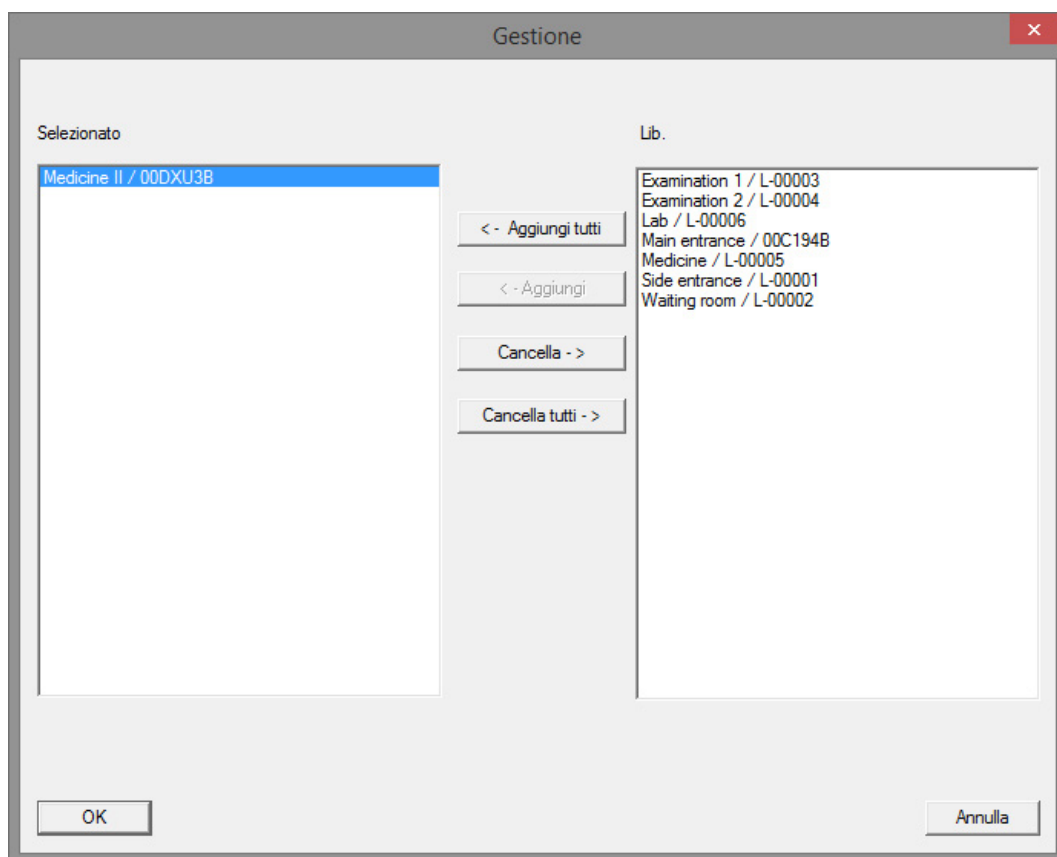 Gestione
Selezionato
Lib.
Medicine II / 00DXU3B
Examination 1 / L-00003
Examination 2 / L-00004
Lab / L-00006
Main entrance / 00C194B
Medicine / L-00005
Side entrance / L-00001
Waiting room / L-00002
< - Aggiungi tutti
< - Aggiungi
Cancella - >
Cancella tutti - >
OK
Annulla